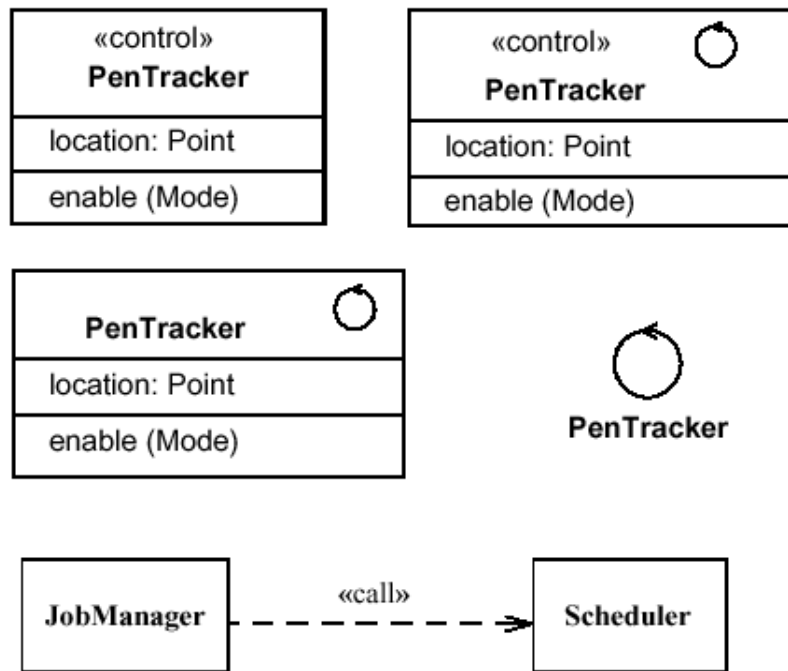 «control»
PenTracker
location: Point
enable (Mode)
«control»
PenTracker
location: Point
enable (Mode)
PenTracker
location: Point
enable (Mode)
PenTracker
JobManager
«call»
Scheduler